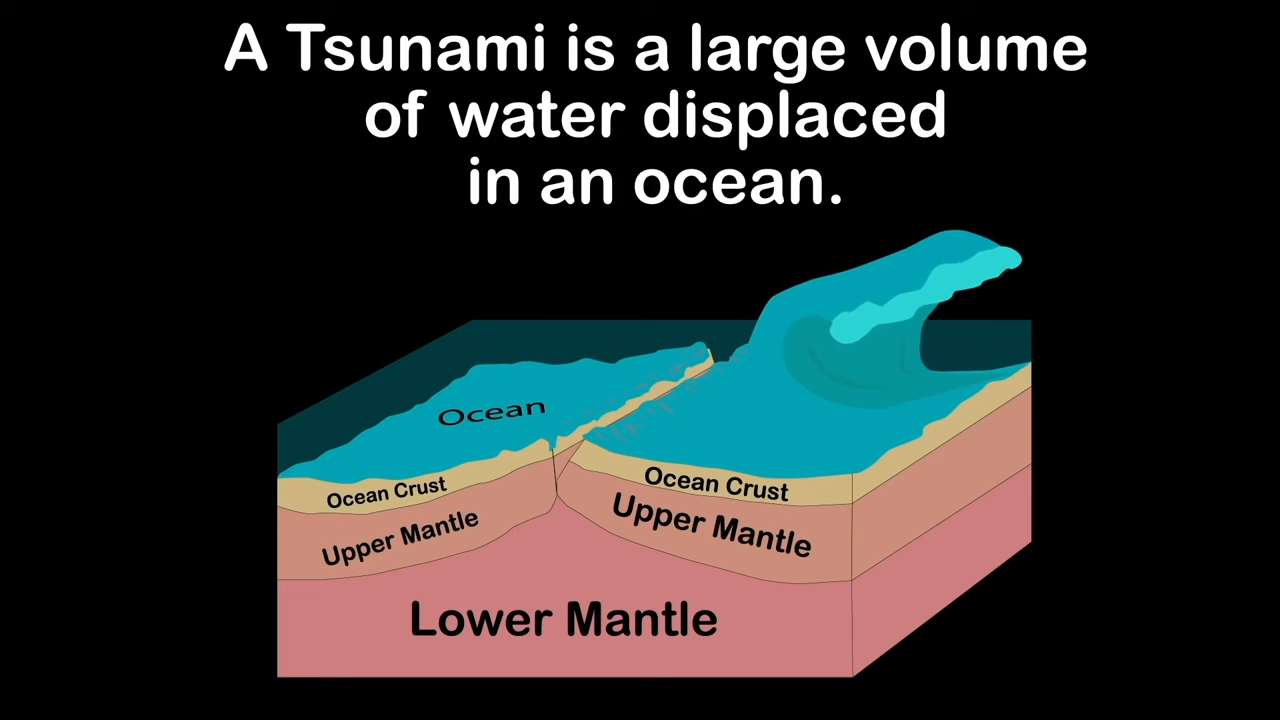 A Tsunami is a large volume
of water displaced
in an ocean.
Ocean
Ocean Crust
Ocean Crust
Upper Mantle
Upper Mantle
Lower Mantle